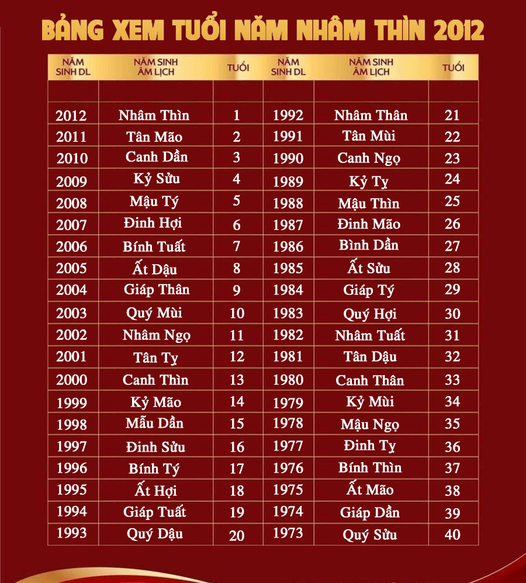 BẢNG XEM TUỔI NĂM NHÂM THÌN 2012
NĂM SINH DL NĂM SINH ÂM LỊCH TUỔI NĂM SINH DL NĂM SINH ÂM LỊCH TUỔI
2012 Nhâm Thìn 1 1992 Nhâm Thân 21
2011 Tân Mão 2 1991 Tân Mùi 22
2010 Canh Dần 3 1990 Canh Ngọ 23
2009 Kỷ Sửu 4 1989 Kỷ Tỵ 24
2008 Mậu Tý 5 1988 Mậu Thìn 25
2007 Đinh Hợi 6 1987 Đinh Mão 26
2006 Bính Tuất 7 1986 Bình Dần 27
2005 Ất Dậu 8 1985 Ất Sửu 28
2004 Giáp Thân 9 1984 Giáp Tý 29
2003 Quý Mùi 10 1983 Quý Hợi 30
2002 Nhâm Ngọ 11 1982 Nhâm Tuất 31
2001 Tân Tỵ 12 1981 Tân Dậu 32
2000 Canh Thìn 13 1980 Canh Thân 33
1999 Kỷ Mão 14 1979 Kỷ Mùi 34
1998 Mẫu Dần 15 1978 Mậu Ngọ 35
1997 Đinh Sửu 16 1977 Đinh Tỵ 36
1996 Bính Tý 17 1976 Bính Thìn 37
1995 Ất Hợi 18 1975 Ất Mão 38
1994 Giáp Tuất 19 1974 Giáp Dần 39
1993 Quý Dậu 20 1973 Quý Sửu 40